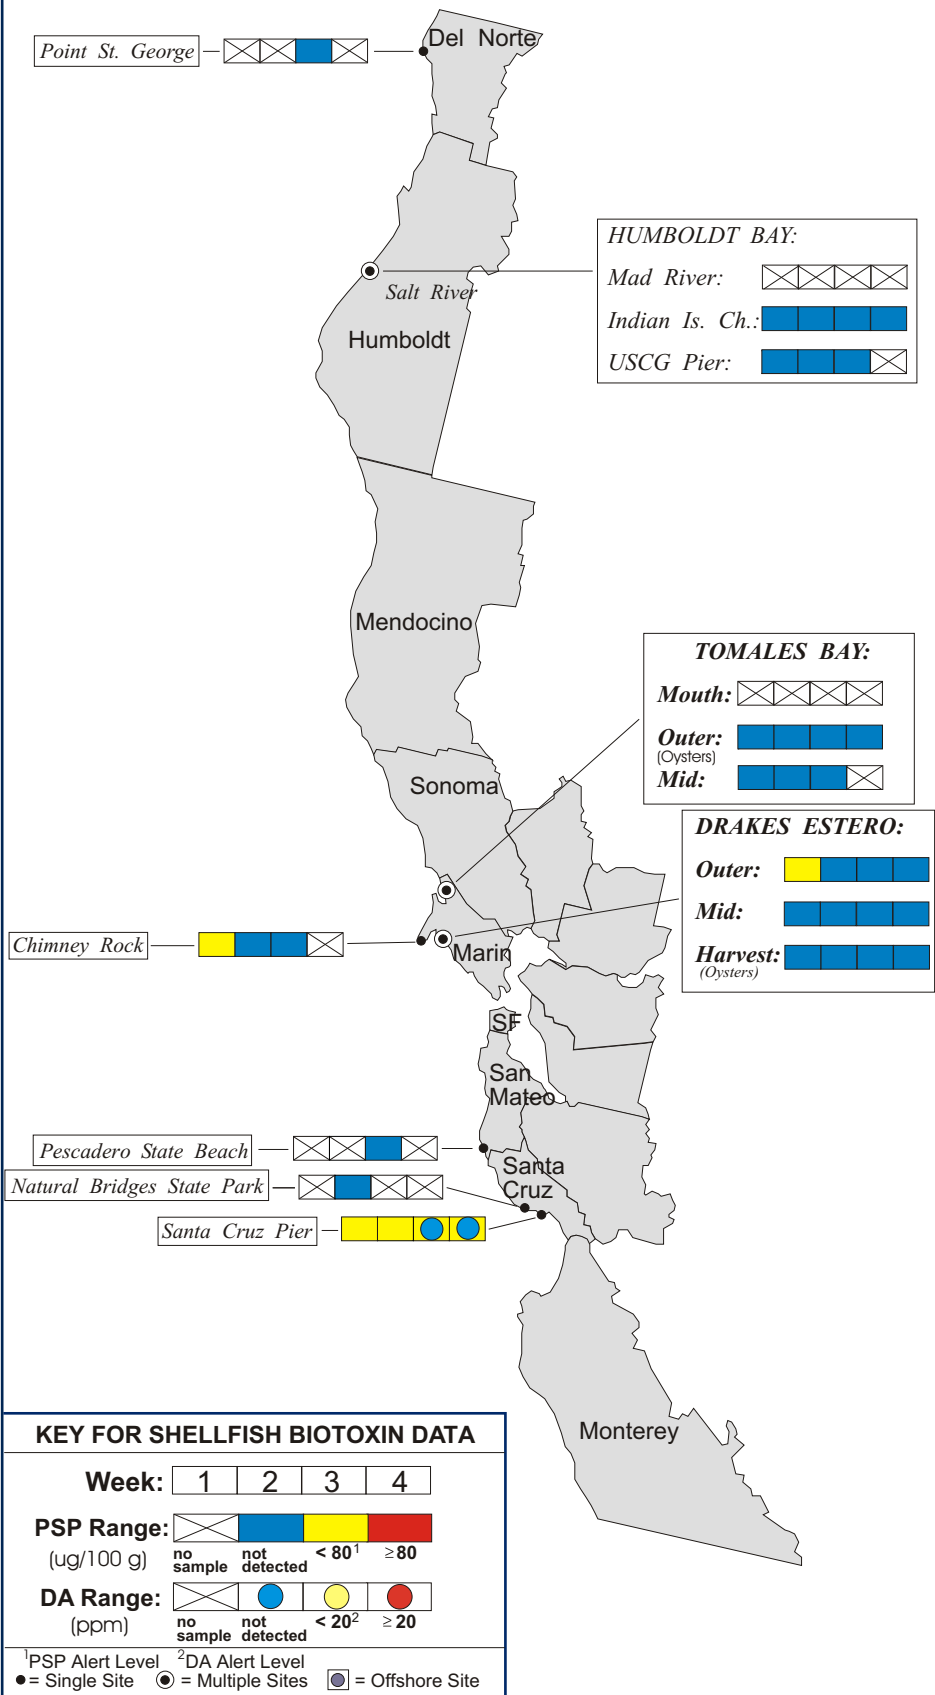 Point St. George
Del Norte
HUMBOLDT BAY:
Mad River:
Indian Is. Ch.:
USCG Pier:
Salt River
Humboldt
Mendocino
TOMALES BAY:
Mouth:
Outer:
(Oysters)
Mid:
Sonoma
DRAKES ESTERO:
Outer:
Mid:
Harvest:
(Oysters)
Chimney Rock
Marin
SF
San
Mateo
Pescadero State Beach
Santa
Cruz
Natural Bridges State Park
Santa Cruz Pier
Monterey
KEY FOR SHELLFISH BIOTOXIN DATA
Week: 1 2 3 4
PSP Range:
(ug/100 g)
no sample not detected < 80¹ ≥80
DA Range:
(ppm)
no sample not detected < 20² ≥ 20
¹PSP Alert Level ²DA Alert Level
= Single Site = Multiple Sites = Offshore Site